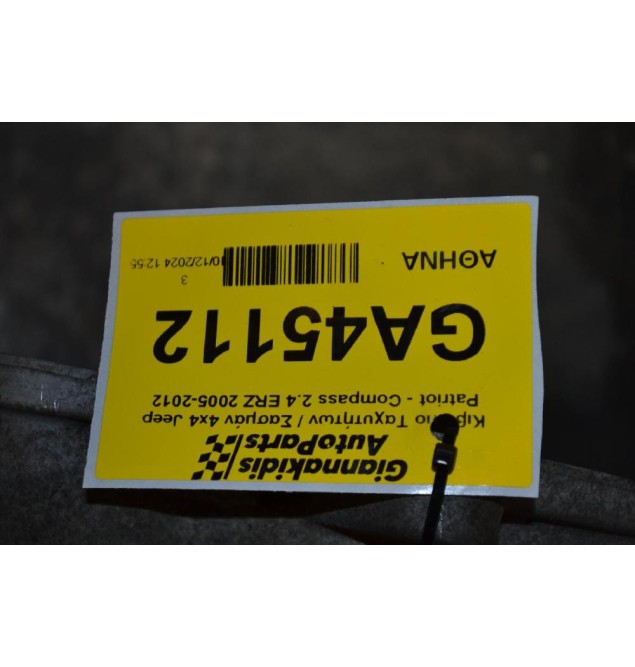 Giannakidis
AutoParts
Ταχυτήτων / Σασμάν 4x4 Jeep
Patriot - Compass 2.4 ERZ 2005-2012
GA45112
3
ΑΘΗΝΑ
10/12/2024 12:55